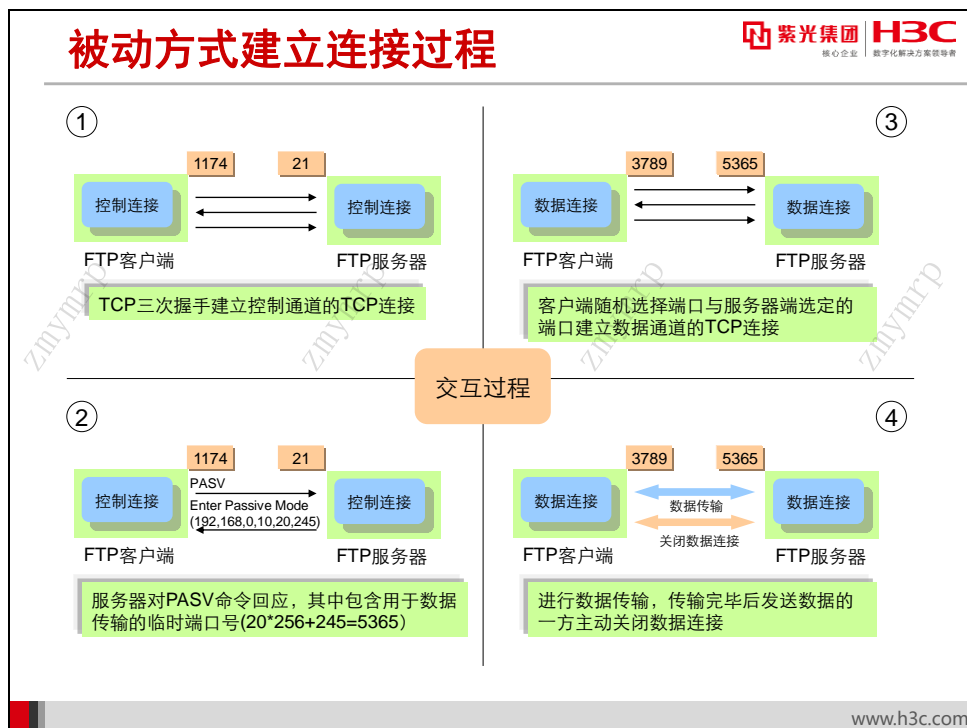 被动方式建立连接过程
紫光集团
核心企业
H3C
数字化解决方案领导者
①
1174
21
控制连接
控制连接
FTP客户端
FTP服务器
TCP三次握手建立控制通道的TCP连接
③
3789
5365
数据连接
数据连接
FTP客户端
FTP服务器
客户端随机选择端口与服务器端选定的
端口建立数据通道的TCP连接
zmymrp
zmymrp
zmymrp
交互过程
②
1174
21
控制连接
PASV
Enter Passive Mode
(192,168,0,10,20,245)
控制连接
FTP客户端
FTP服务器
服务器对PASV命令回应，其中包含用于数据
传输的临时端口号(20*256+245=5365）
④
3789
5365
数据连接
数据传输
关闭数据连接
数据连接
FTP客户端
FTP服务器
进行数据传输，传输完毕后发送数据的
一方主动关闭数据连接
www.h3c.com